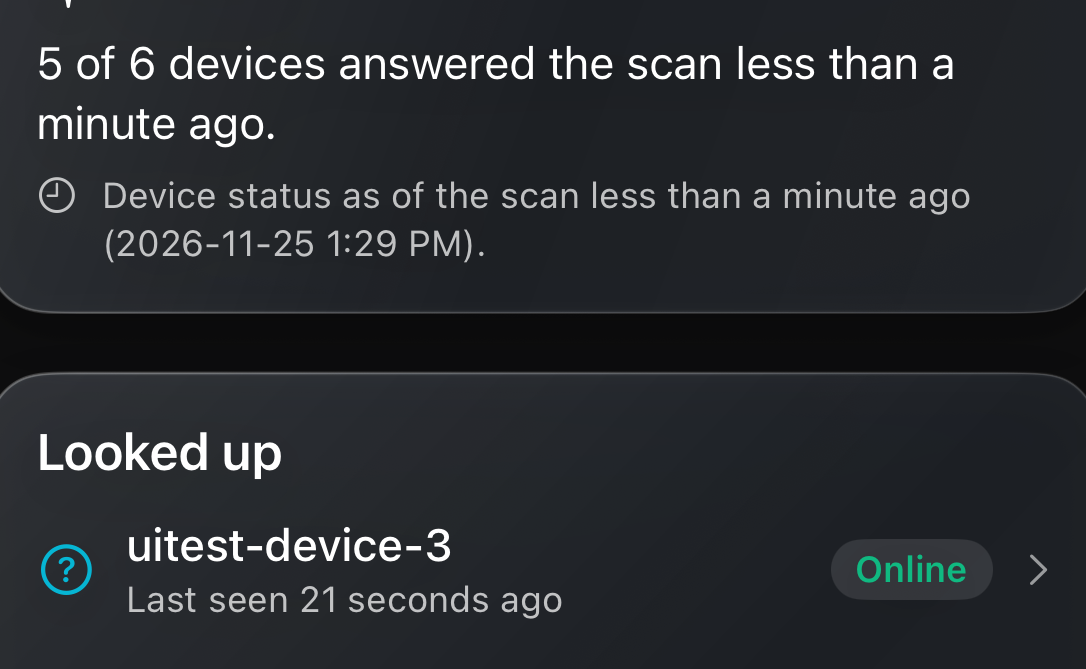 5 of 6 devices answered the scan less than a
minute ago.
Device status as of the scan less than a minute ago
(2026-11-25 1:29 PM).
Looked up
uitest-device-3
Online
Last seen 21 seconds ago